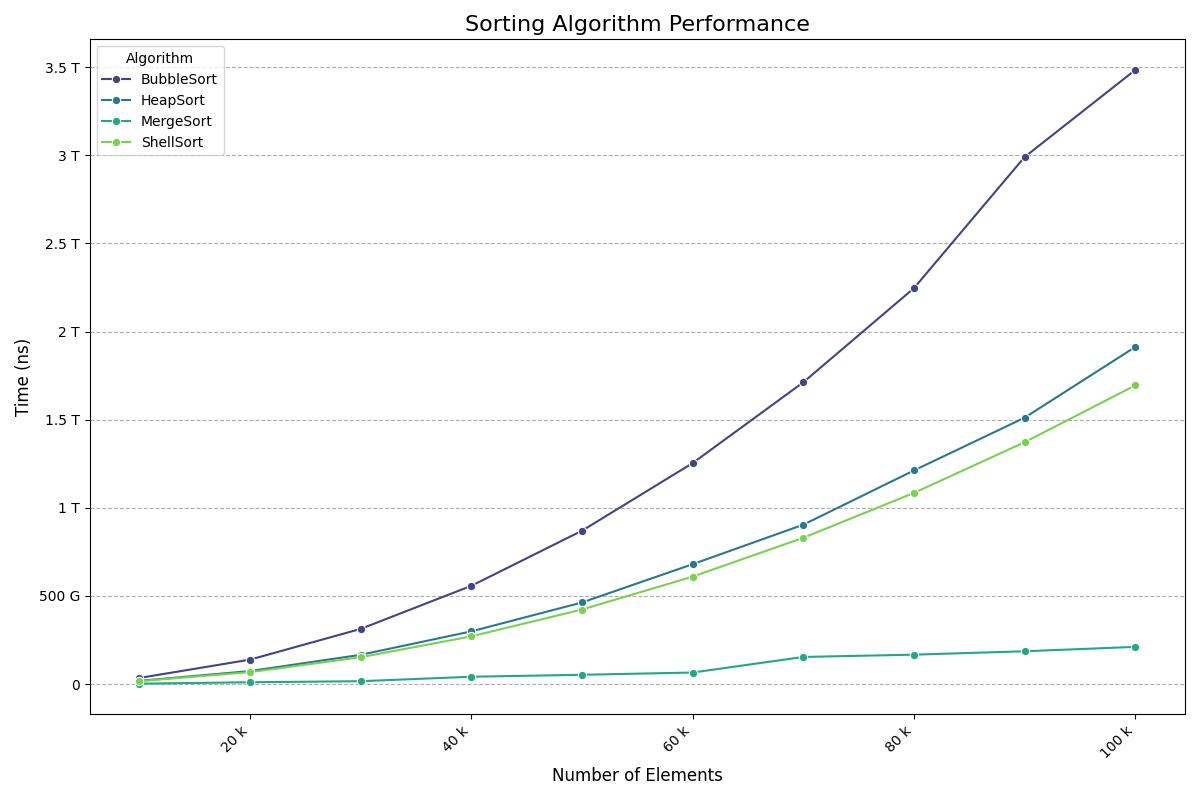 Sorting Algorithm Performance
Algorithm
BubbleSort
HeapSort
MergeSort
ShellSort
3.5 T
3 T
2.5 T
2 T
1.5 T
1 T
500 G
0
Time (ns)
20 k
40 k
60 k
80 k
100 k
Number of Elements